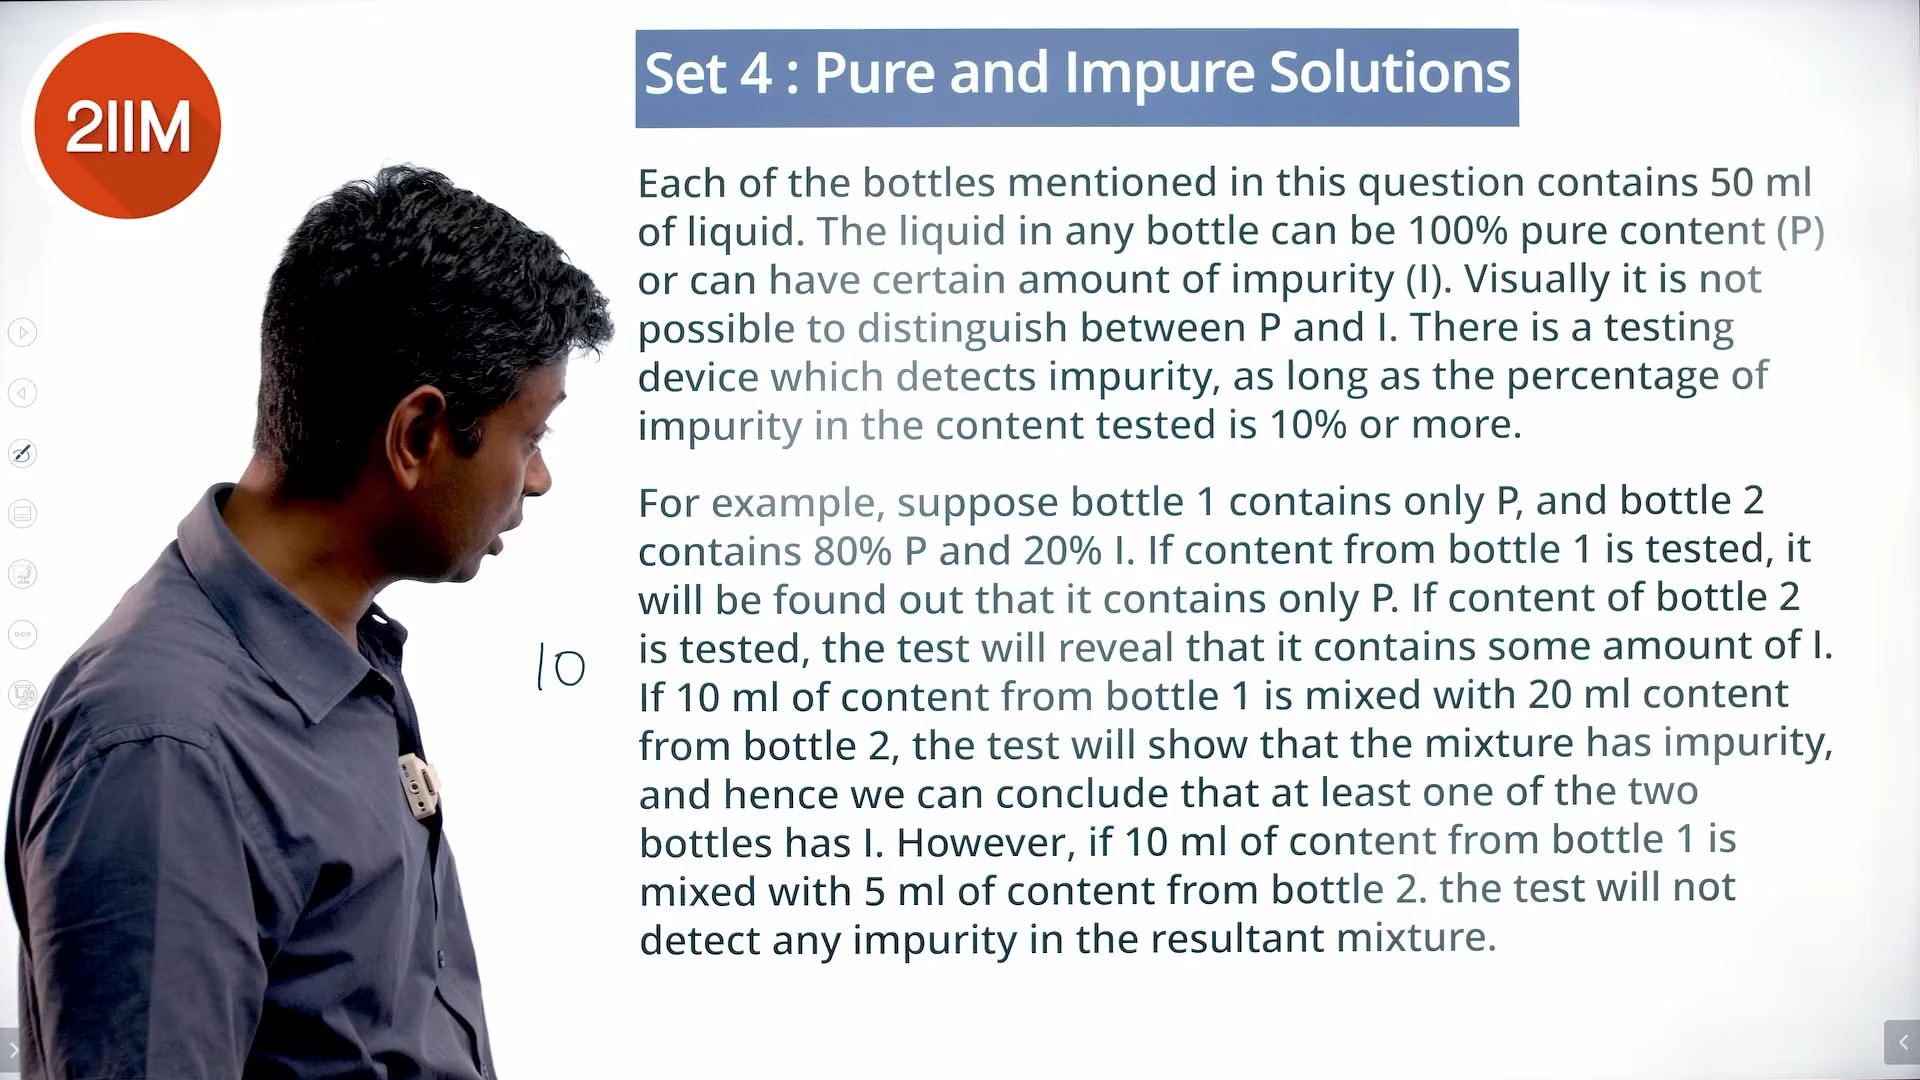 2IIM
Set 4 : Pure and Impure Solutions
Each of the bottles mentioned in this question contains 50 ml
of liquid. The liquid in any bottle can be 100% pure content (P)
or can have certain amount of impurity (I). Visually it is not
possible to distinguish between P and I. There is a testing
device which detects impurity, as long as the percentage of
impurity in the content tested is 10% or more.
For example, suppose bottle 1 contains only P, and bottle 2
contains 80% P and 20% I. If content from bottle 1 is tested, it
will be found out that it contains only P. If content of bottle 2
is tested, the test will reveal that it contains some amount of I.
If 10 ml of content from bottle 1 is mixed with 20 ml content
from bottle 2, the test will show that the mixture has impurity,
and hence we can conclude that at least one of the two
bottles has I. However, if 10 ml of content from bottle 1 is
mixed with 5 ml of content from bottle 2. the test will not
detect any impurity in the resultant mixture.
10